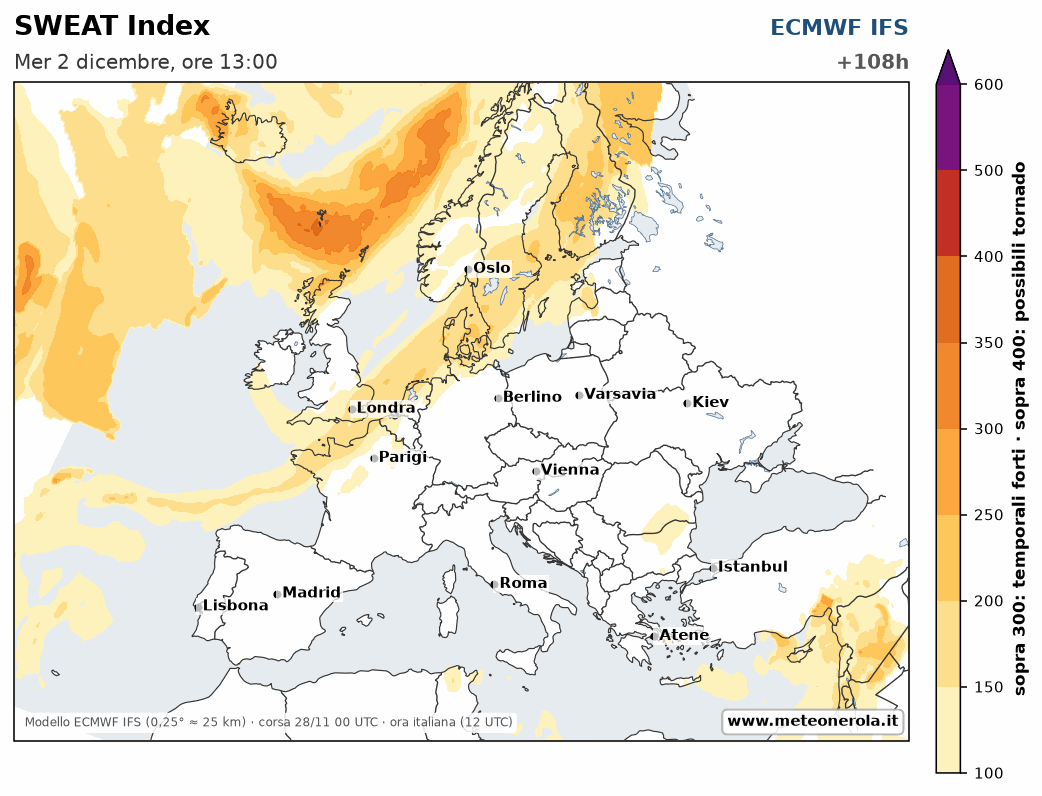 SWEAT Index
ECMWF IFS
Mer 2 dicembre, ore 13:00
+108h
Oslo
Londra
Berlino
Varsavia
Kiev
Parigi
Vienna
Istanbul
Roma
Madrid
Lisbona
Atene
Modello ECMWF IFS (0,25° ≈ 25 km) · corsa 28/11 00 UTC · ora italiana (12 UTC)
www.meteonerola.it
600
500
400
350
300
250
200
150
100
sopra 300: temporali forti · sopra 400: possibili tornado